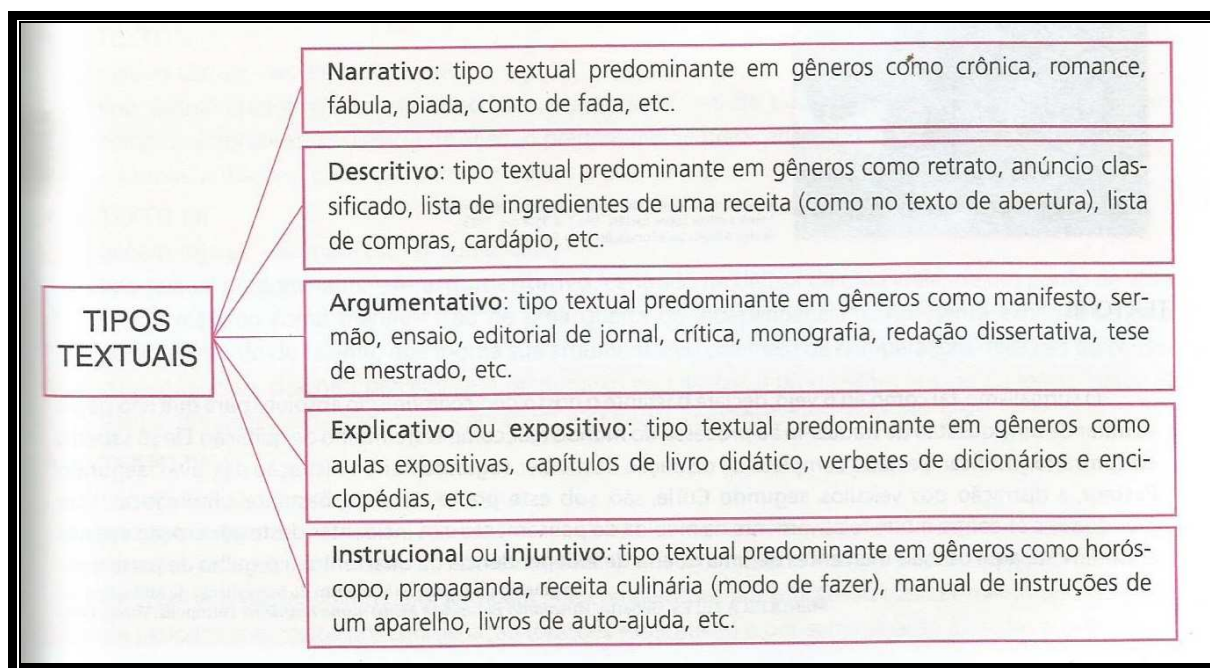 Narrativo: tipo textual predominante em gêneros como crônica, romance,
fábula, piada, conto de fada, etc.
Descritivo: tipo textual predominante em gêneros como retrato, anúncio clas-
sificado, lista de ingredientes de uma receita (como no texto de abertura), lista
de compras, cardápio, etc.
TIPOS
TEXTUAIS
Argumentativo: tipo textual predominante em gêneros como manifesto, ser-
mão, ensaio, editorial de jornal, crítica, monografia, redação dissertativa, tese
de mestrado, etc.
Explicativo ou expositivo: tipo textual predominante em gêneros como
aulas expositivas, capítulos de livro didático, verbetes de dicionários e enci-
clopédias, etc.
Instrucional ou injuntivo: tipo textual predominante em gêneros como horós-
copo, propaganda, receita culinária (modo de fazer), manual de instruções de
um aparelho, livros de auto-ajuda, etc.